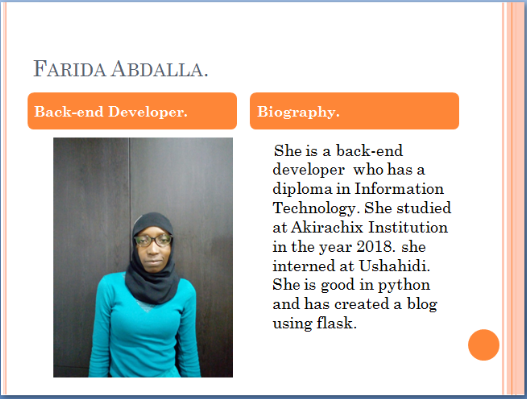 FARIDA ABDALLA.
Back-end Developer.
Biography.
She is a back-end
developer who has a
diploma in Information
Technology. She studied
at Akirachix Institution
in the year 2018. she
interned at Ushahidi.
She is good in python
and has created a blog
using flask.